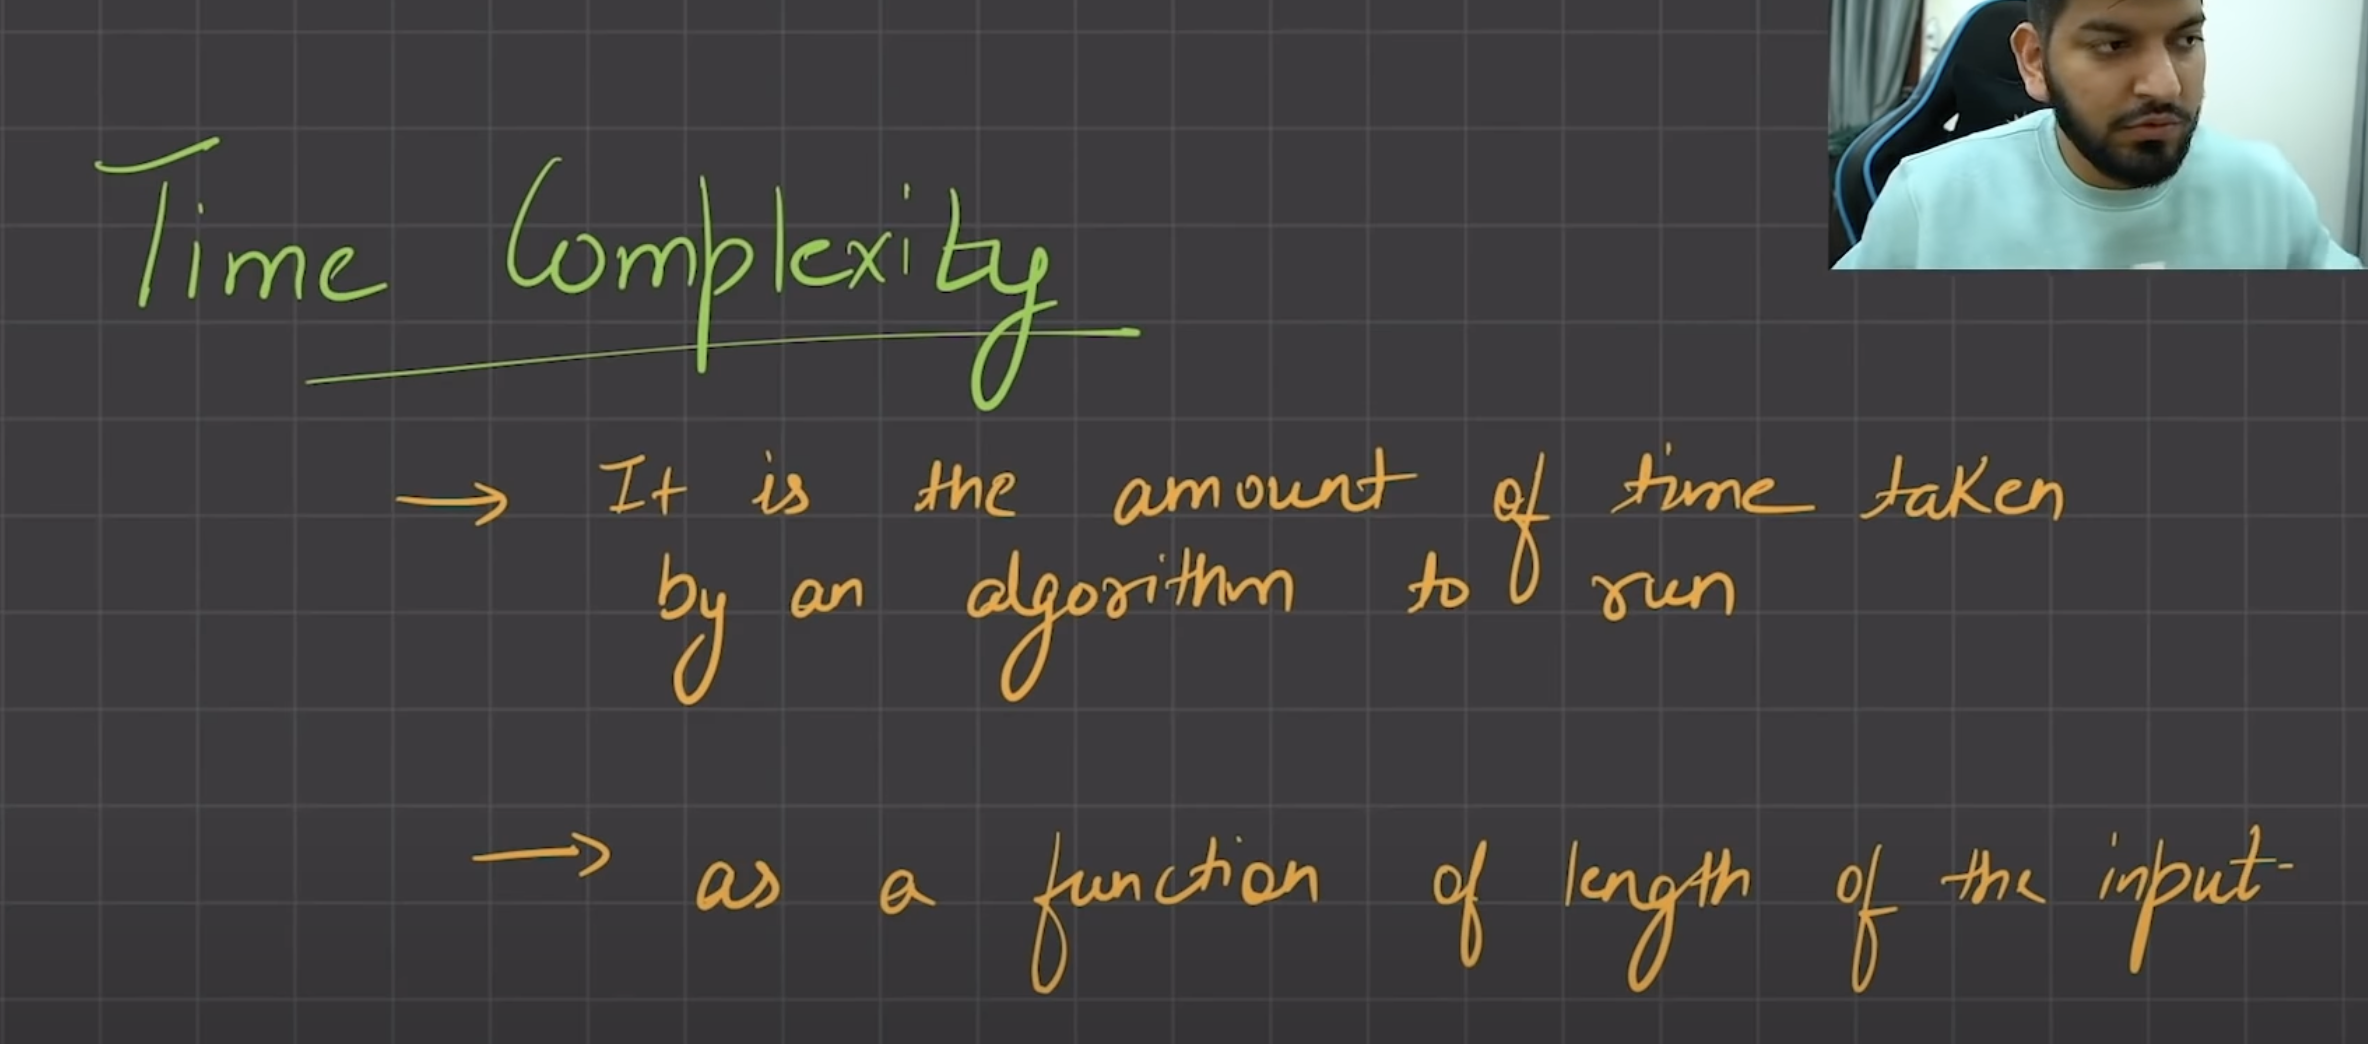 Time Complexity
→ It is the amount of time taken
by an algorithm to run
→ as a function of length of the input